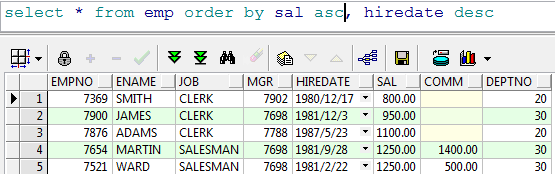 select * from emp order by sal asc, hiredate desc
EMPNO ENAME JOB MGR HIREDATE SAL COMM DEPTNO
1 7369 SMITH CLERK 7902 1980/12/17 800.00 20
2 7900 JAMES CLERK 7698 1981/12/3 950.00 30
3 7876 ADAMS CLERK 7788 1987/5/23 1100.00 20
4 7654 MARTIN SALESMAN 7698 1981/9/28 1250.00 1400.00 30
5 7521 WARD SALESMAN 7698 1981/2/22 1250.00 500.00 30